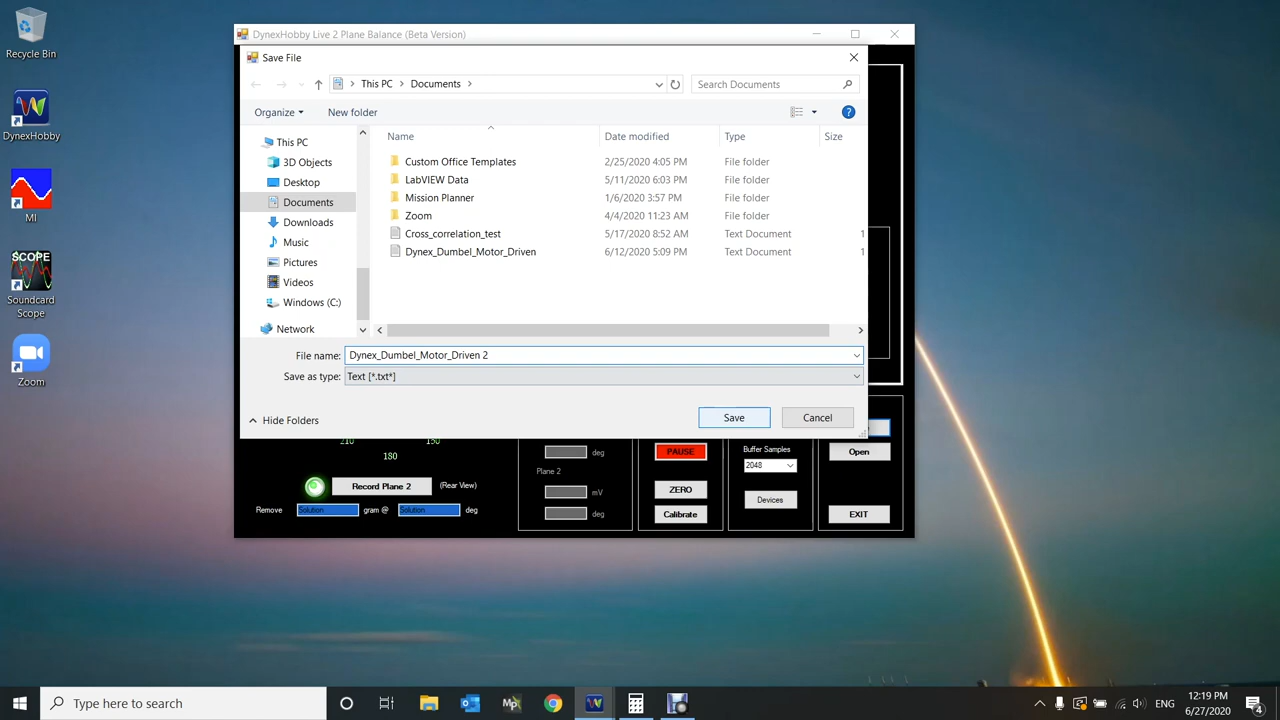 Recycle Bin
DynexHobby
MI
SCOPE
Soundcard
Scope
Zoom
DynexHobby Live 2 Plane Balance (Beta Version)
Save File
This PC > Documents >
Search Documents
Organize
New folder
Name Date modified Type Size
This PC
3D Objects
Desktop
Documents
Downloads
Music
Pictures
Videos
Windows (C:)
Network
Custom Office Templates 2/25/2020 4:05 PM File folder
LabVIEW Data 5/11/2020 6:03 PM File folder
Mission Planner 1/6/2020 3:57 PM File folder
Zoom 4/4/2020 11:23 AM File folder
Cross_correlation_test 5/17/2020 8:52 AM Text Document 1
Dynex_Dumbel_Motor_Driven 6/12/2020 5:09 PM Text Document 1
File name: Dynex_Dumbel_Motor_Driven 2
Save as type: Text [*.txt*]
Hide Folders
Save Cancel
210 150
180
Record Plane 2 (Rear View)
Remove Solution gram @ Solution deg
deg
Plane 2
mV
deg
PAUSE
ZERO
Calibrate
Buffer Samples
2048
Devices
Open
EXIT
Type here to search
ENG
12:19 PM
6/27/2020
4